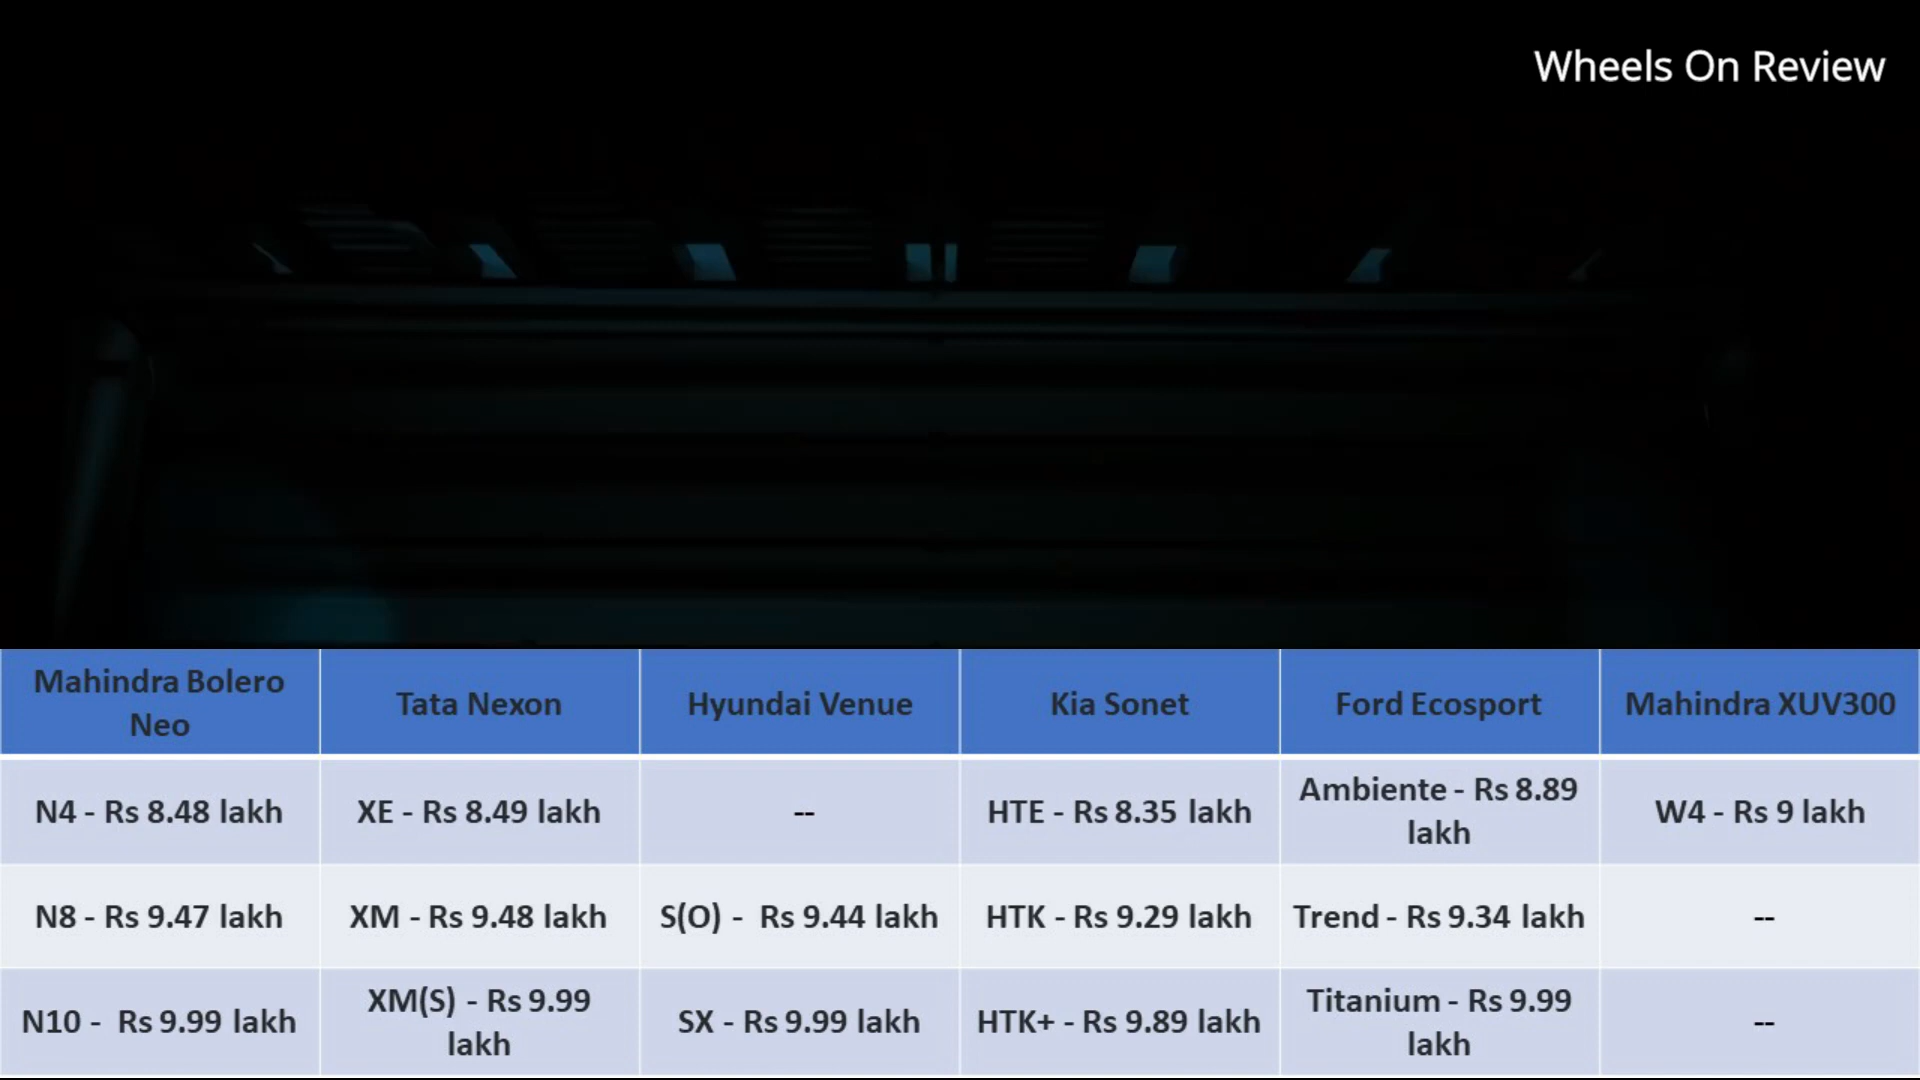 Wheels On Review
Mahindra Bolero
Neo
Tata Nexon
Hyundai Venue
Kia Sonet
Ford Ecosport
Mahindra XUV300
N4 - Rs 8.48 lakh
XE - Rs 8.49 lakh
--
HTE - Rs 8.35 lakh
Ambiente - Rs 8.89
lakh
W4 - Rs 9 lakh
N8 - Rs 9.47 lakh
XM - Rs 9.48 lakh
S(O) -  Rs 9.44 lakh
HTK - Rs 9.29 lakh
Trend - Rs 9.34 lakh
--
N10 -  Rs 9.99 lakh
XM(S) - Rs 9.99
lakh
SX - Rs 9.99 lakh
HTK+ - Rs 9.89 lakh
Titanium - Rs 9.99
lakh
--